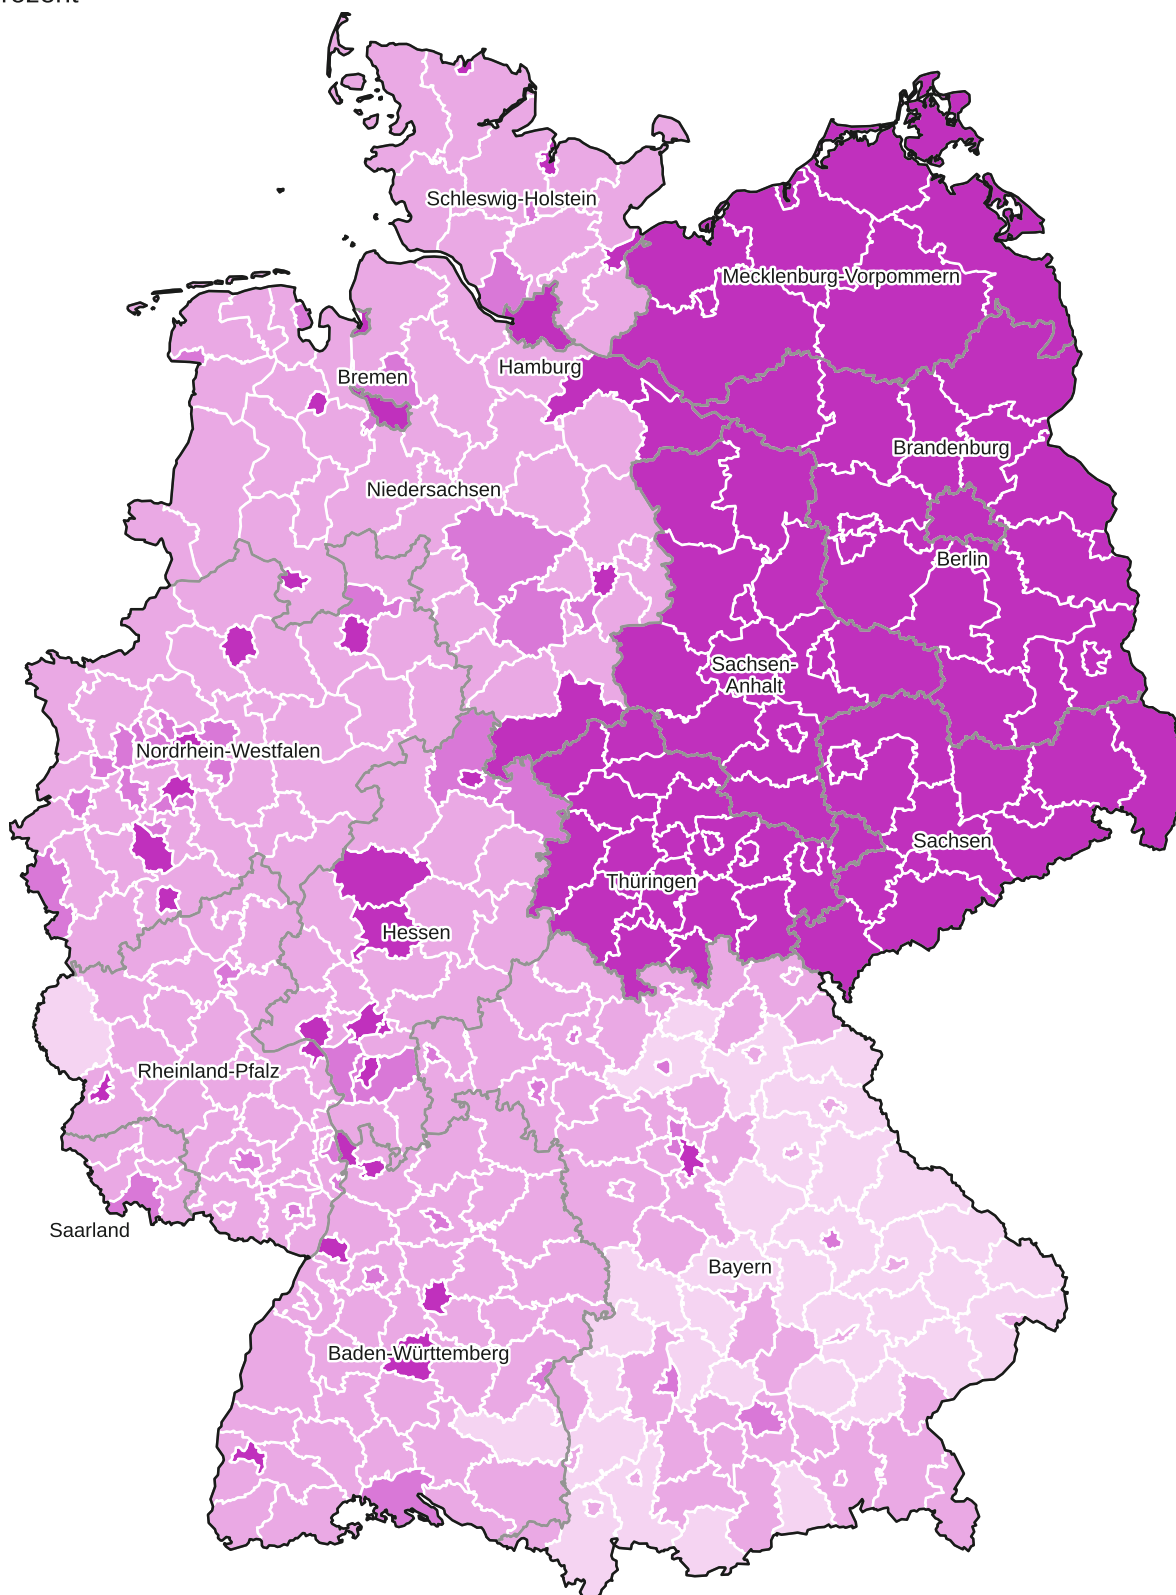 Schleswig-Holstein
Mecklenburg-Vorpommern
Hamburg
Bremen
Brandenburg
Niedersachsen
Berlin
Sachsen-
Anhalt
Nordrhein-Westfalen
Sachsen
Thüringen
Hessen
Rheinland-Pfalz
Saarland
Bayern
Baden-Württemberg